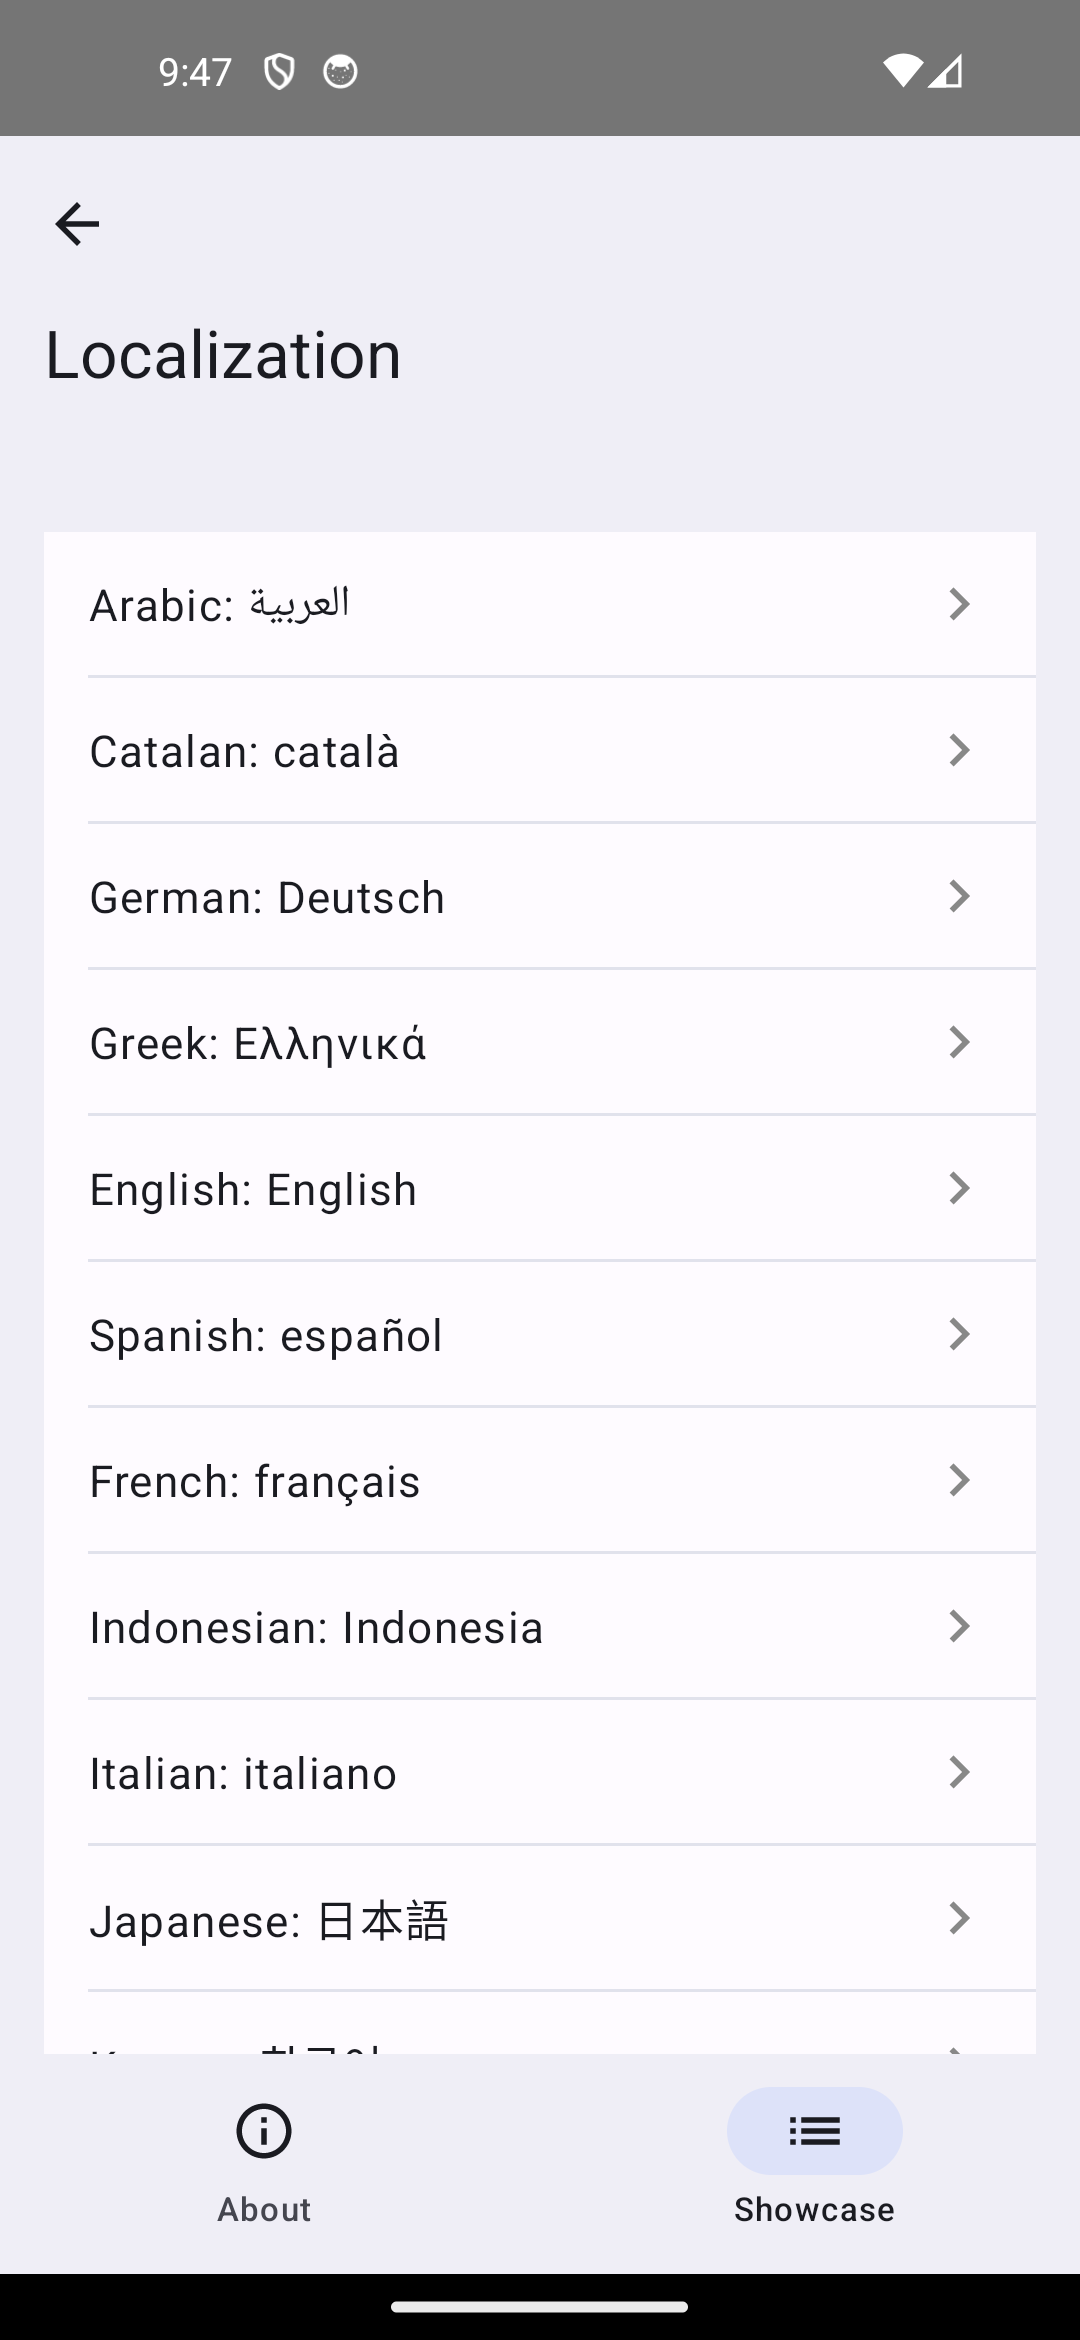 9:47
Localization
Arabic: العربية
Catalan: català
German: Deutsch
Greek: Ελληνικά
English: English
Spanish: español
French: français
Indonesian: Indonesia
Italian: italiano
Japanese: 日本語
About
Showcase